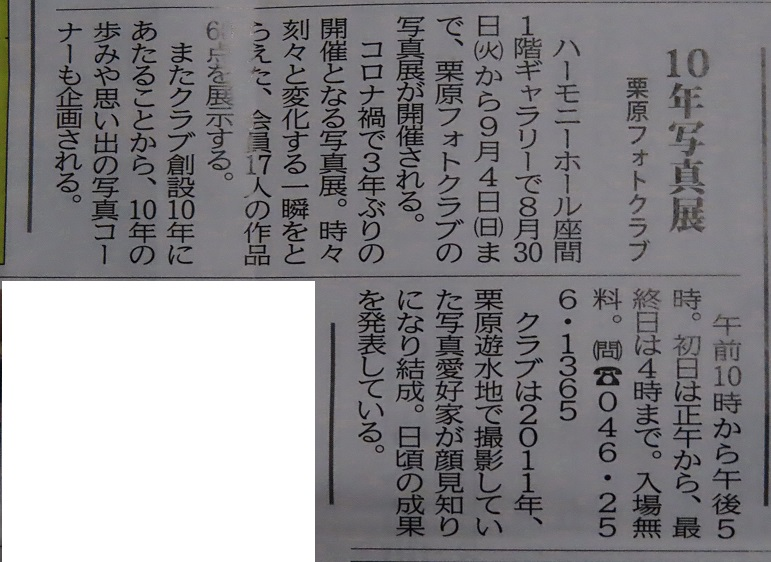 10年写真展
栗原フォトクラブ
ハーモニーホール座間
1階ギャラリーで8月30
日㈫から9月4日㈰ま
で、栗原フォトクラブの
写真展が開催される。
コロナ禍で3年ぶりの
開催となる写真展。時々
刻々と変化する一瞬をと
らえた、会員17人の作品
点を展示する。
またクラブ創設10年に
あたることから、10年の
歩みや思い出の写真コー
ナーも企画される。
午前10時から午後5
時。初日は正午から、最
終日は4時まで。入場無
料。㉄☎046・25
6・1365
クラブは2011年、
栗原遊水地で撮影してい
た写真愛好家が顔見知り
になり結成。日頃の成果
を発表している。